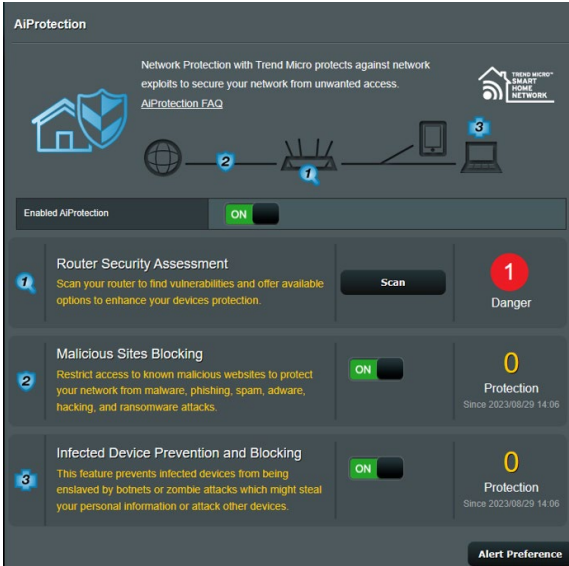 AiProtection
Network Protection with Trend Micro protects against network
exploits to secure your network from unwanted access.
AiProtection FAQ
TREND MICRO™
SMART
HOME
NETWORK
3
2
1
Enabled AiProtection
ON
1
Router Security Assessment
Scan your router to find vulnerabilities and offer available
options to enhance your devices protection.
Scan
1
Danger
2
Malicious Sites Blocking
Restrict access to known malicious websites to protect
your network from malware, phishing, spam, adware,
hacking, and ransomware attacks.
ON
0
Protection
Since 2023/08/29 14:06
3
Infected Device Prevention and Blocking
This feature prevents infected devices from being
enslaved by botnets or zombie attacks which might steal
your personal information or attack other devices.
ON
0
Protection
Since 2023/08/29 14:06
Alert Preference